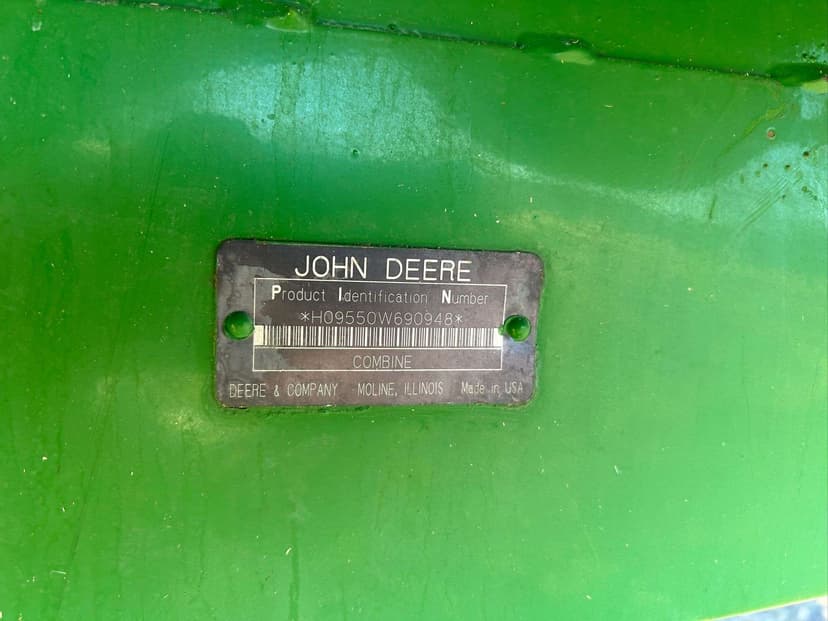 JOHN DEERE
Product Identification Number
*H09550W690948*
COMBINE
DEERE & COMPANY MOLINE, ILLINOIS Made in USA